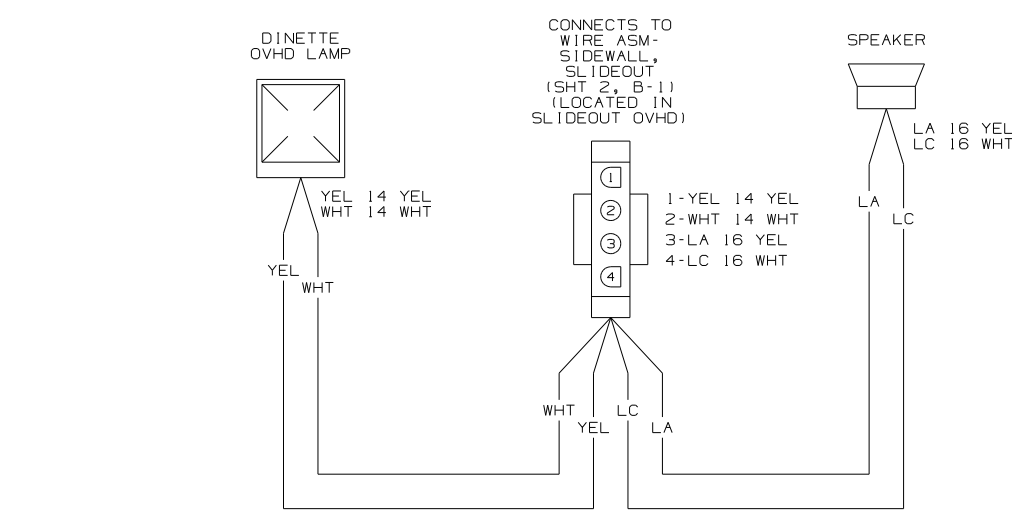 DINETTE
OVHD LAMP
CONNECTS TO
WIRE ASM-
SIDEWALL,
SLIDEOUT
(SHT 2, B-1)
(LOCATED IN
SLIDEOUT OVHD)
SPEAKER
LA 16 YEL
LC 16 WHT
YEL 14 YEL
WHT 14 WHT
1
2
3
4
1-YEL 14 YEL
2-WHT 14 WHT
3-LA 16 YEL
4-LC 16 WHT
LA
LC
YEL
WHT
WHT
YEL
LC
LA